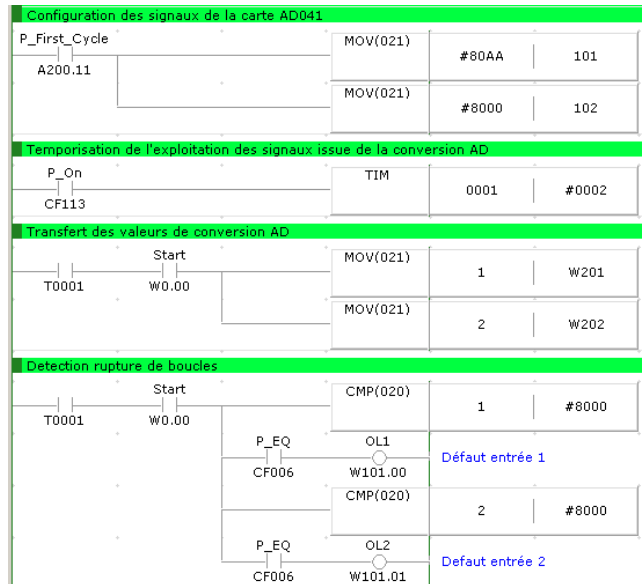 Configuration des signaux de la carte AD041
P_First_Cycle
A200.11
MOV(021) #80AA 101
MOV(021) #8000 102
Temporisation de l'exploitation des signaux issue de la conversion AD
P_On
CF113
TIM 0001 #0002
Transfert des valeurs de conversion AD
Start
T0001 W0.00
MOV(021) 1 W201
MOV(021) 2 W202
Detection rupture de boucles
Start
T0001 W0.00
CMP(020) 1 #8000
P_EQ OL1
CF006 W101.00
Défaut entrée 1
CMP(020) 2 #8000
P_EQ OL2
CF006 W101.01
Defaut entrée 2